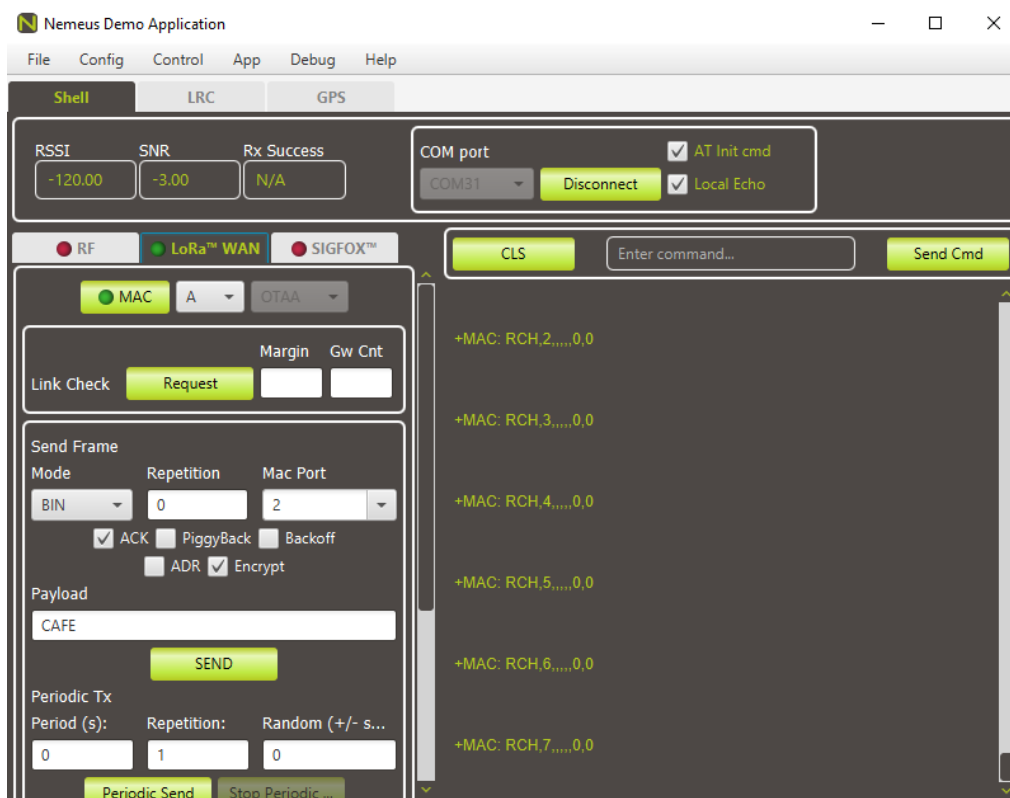 Nemeus Demo Application
File Config Control App Debug Help
Shell LRC GPS
RSSI SNR Rx Success
-120.00 -3.00 N/A
COM port
COM31 Disconnect
AT Init cmd
Local Echo
RF LoRa™ WAN SIGFOX™
MAC A OTAA
Margin Gw Cnt
Link Check Request
Send Frame
Mode Repetition Mac Port
BIN 0 2
ACK PiggyBack Backoff
ADR Encrypt
Payload
CAFE
SEND
Periodic Tx
Period (s): Repetition: Random (+/- s...
0 1 0
Periodic Send Stop Periodic ...
CLS Enter command... Send Cmd
+MAC: RCH,2,,,,,0,0
+MAC: RCH,3,,,,,0,0
+MAC: RCH,4,,,,,0,0
+MAC: RCH,5,,,,,0,0
+MAC: RCH,6,,,,,0,0
+MAC: RCH,7,,,,,0,0